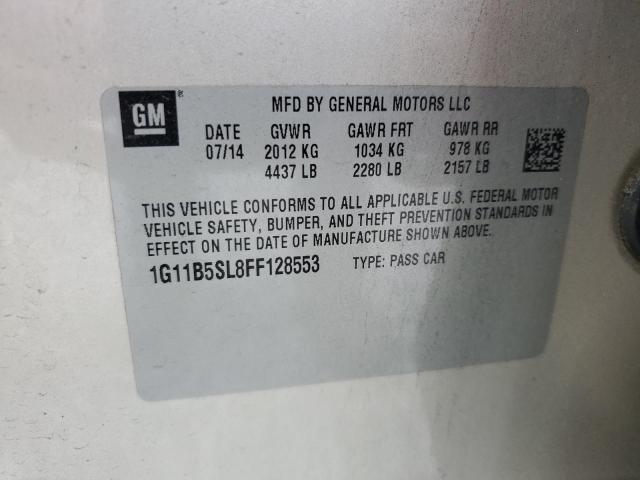 GM ®
MFD BY GENERAL MOTORS LLC
DATE GVWR GAWR FRT GAWR RR
07/14 2012 KG 1034 KG 978 KG
4437 LB 2280 LB 2157 LB
THIS VEHICLE CONFORMS TO ALL APPLICABLE U.S. FEDERAL MOTOR
VEHICLE SAFETY, BUMPER, AND THEFT PREVENTION STANDARDS IN
EFFECT ON THE DATE OF MANUFACTURE SHOWN ABOVE.
1G11B5SL8FF128553 TYPE: PASS CAR